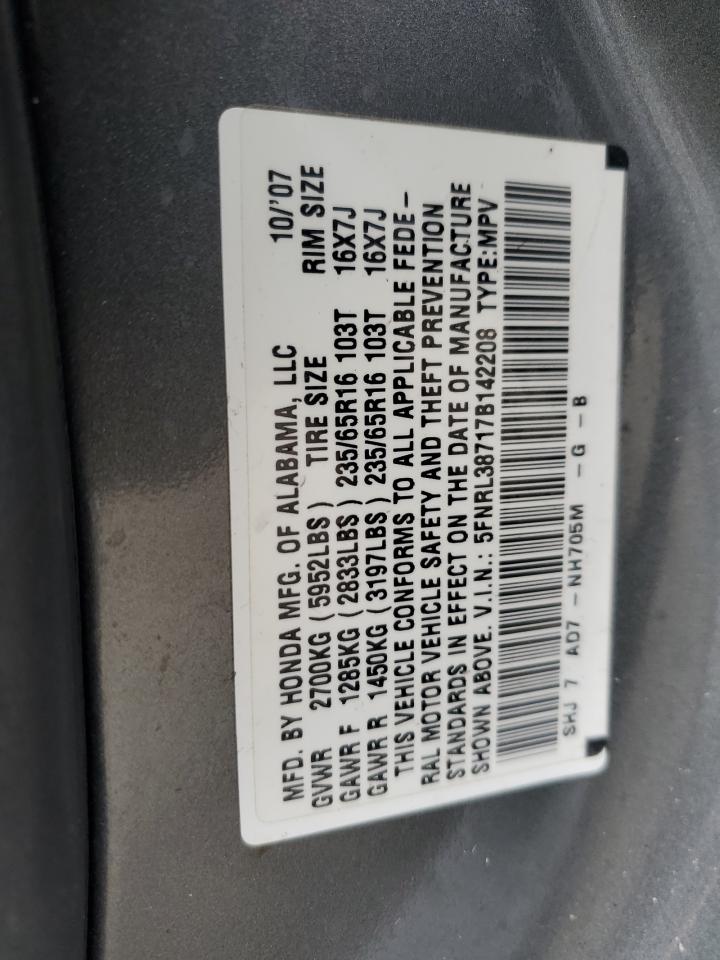 MFD. BY HONDA MFG. OF ALABAMA, LLC 10/'07
GVWR 2700KG (5952LBS) TIRE SIZE RIM SIZE
GAWR F 1285KG (2833LBS) 235/65R16 103T 16X7J
GAWR R 1450KG (3197LBS) 235/65R16 103T 16X7J
THIS VEHICLE CONFORMS TO ALL APPLICABLE FEDE-
RAL MOTOR VEHICLE SAFETY AND THEFT PREVENTION
STANDARDS IN EFFECT ON THE DATE OF MANUFACTURE
SHOWN ABOVE. V.I.N.: 5FNRL38717B142208 TYPE:MPV
SHJ 7 AD7 -NH705M -G -B